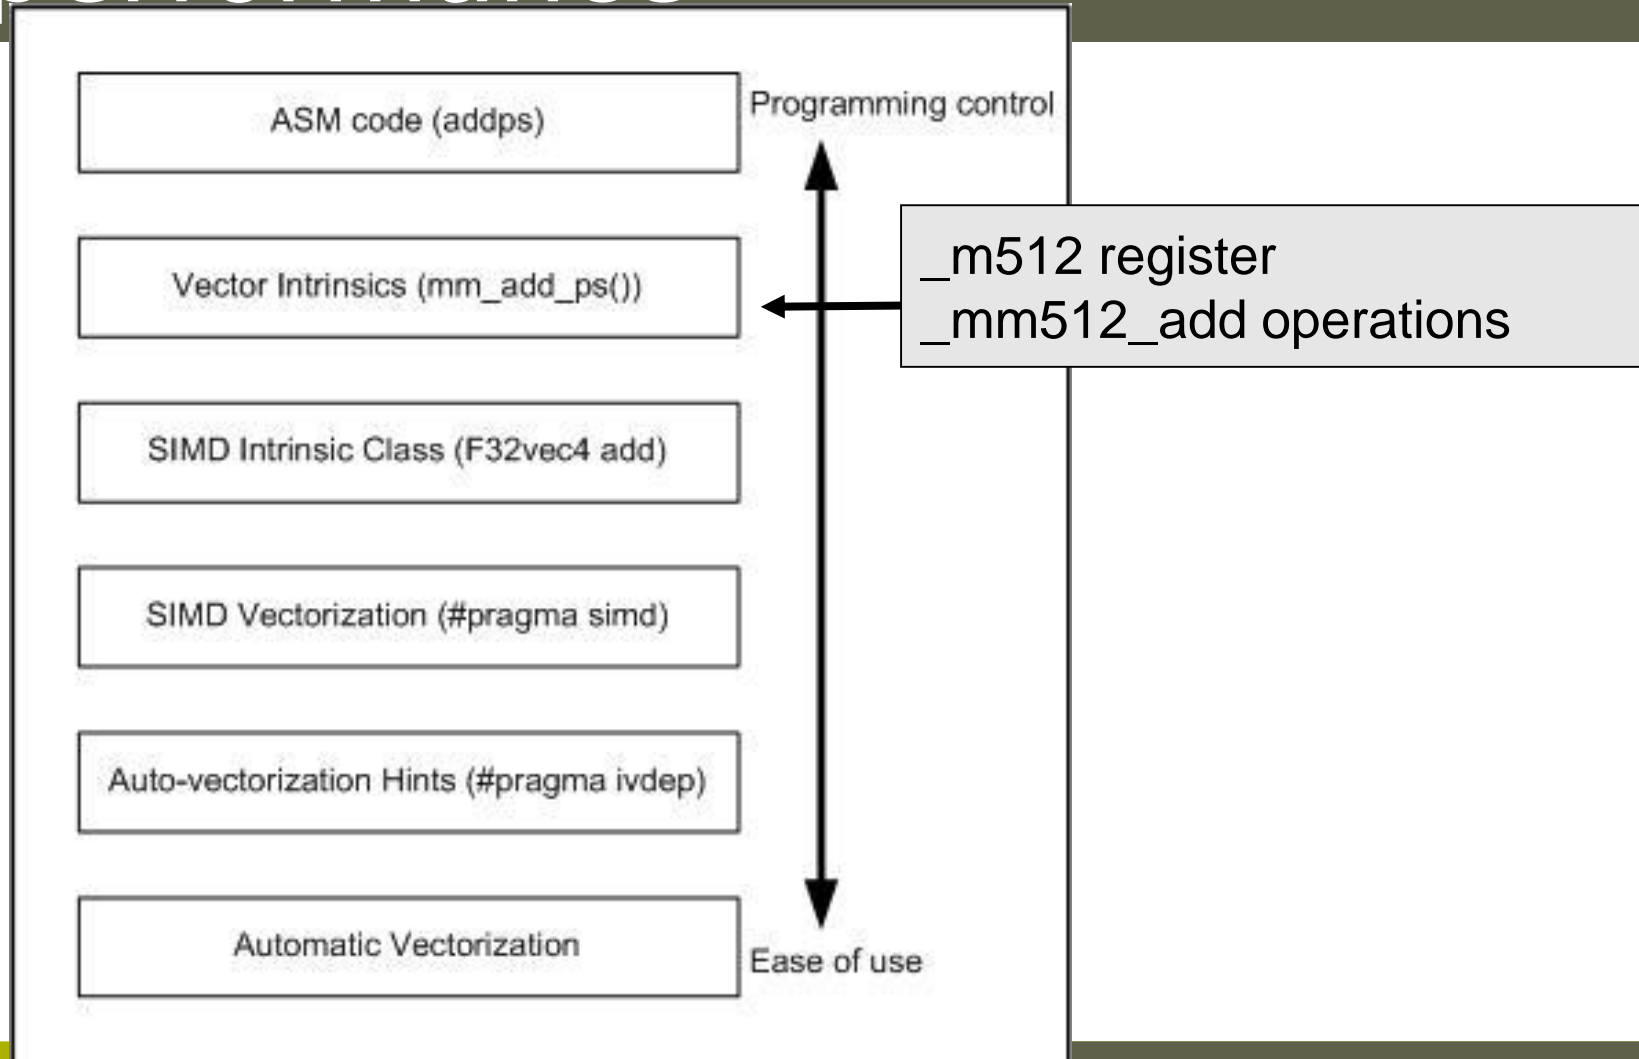 performance
ASM code (addps)
Programming control
Vector Intrinsics (mm_add_ps())
_m512 register
_mm512_add operations
SIMD Intrinsic Class (F32vec4 add)
SIMD Vectorization (#pragma simd)
Auto-vectorization Hints (#pragma ivdep)
Automatic Vectorization
Ease of use